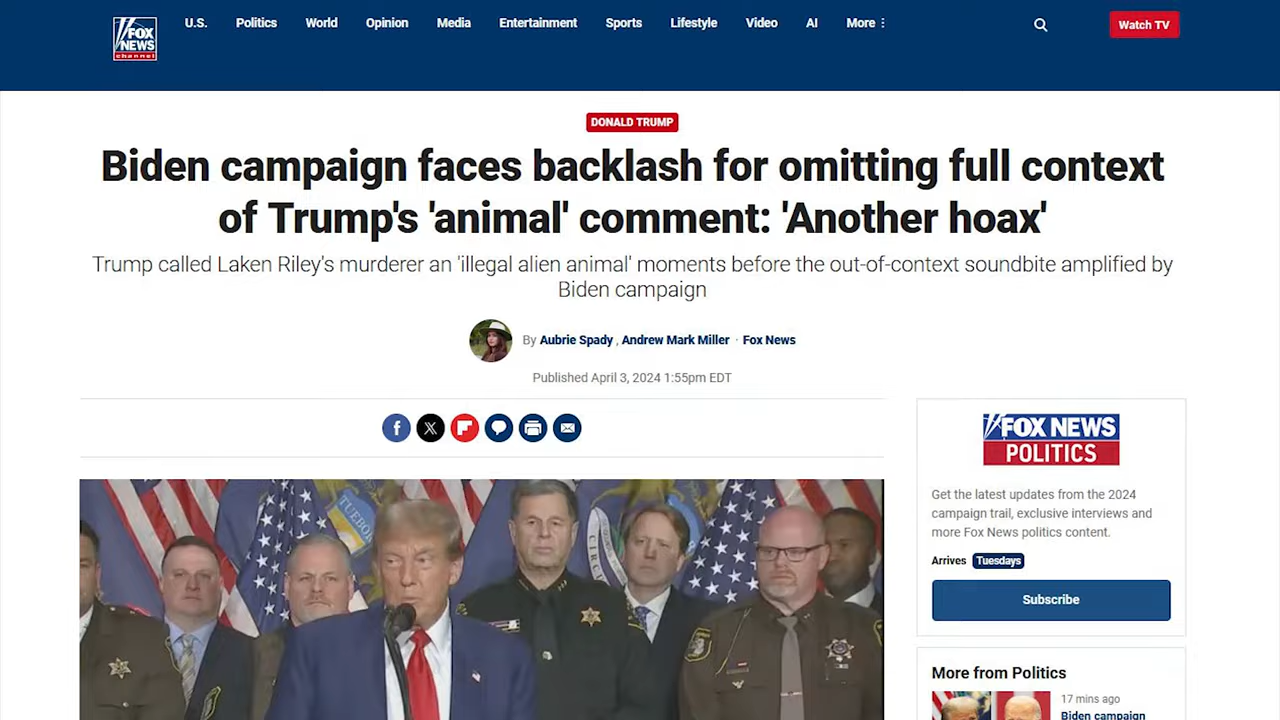 FOX
NEWS
channel
U.S.
Politics
World
Opinion
Media
Entertainment
Sports
Lifestyle
Video
AI
More
Watch TV
DONALD TRUMP
Biden campaign faces backlash for omitting full context
of Trump's 'animal' comment: 'Another hoax'
Trump called Laken Riley's murderer an 'illegal alien animal' moments before the out-of-context soundbite amplified by
Biden campaign
By Aubrie Spady , Andrew Mark Miller · Fox News
Published April 3, 2024 1:55pm EDT
FOX NEWS
POLITICS
Get the latest updates from the 2024
campaign trail, exclusive interviews and
more Fox News politics content.
Arrives Tuesdays
Subscribe
More from Politics
17 mins ago
Biden campaign
TUEBOR